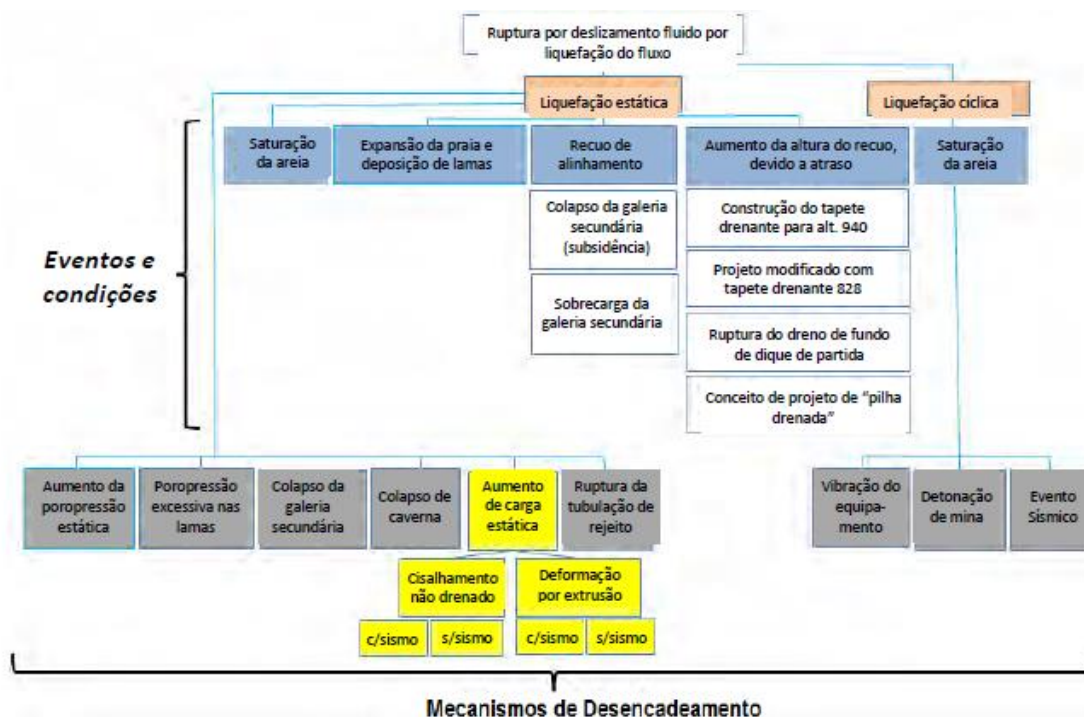 Ruptura por deslizamento fluido por
liquefação do fluxo
Liquefação estática
Liquefação cíclica
Saturação
da areia
Expansão da praia e
deposição de lamas
Recuo de
alinhamento
Aumento da altura do recuo,
devido a atraso
Saturação
da areia
Eventos e
condições
Colapso da galeria
secundária
(subsidência)
Sobrecarga da
galeria secundária
Construção do tapete
drenante para alt. 940
Projeto modificado com
tapete drenante 828
Ruptura do dreno de fundo
de dique de partida
Conceito de projeto de “pilha
drenada”
Aumento da
poropressão
estática
Poropressão
excessiva nas
lamas
Colapso da
galeria
secundária
Colapso de
caverna
Aumento
de carga
estática
Ruptura da
tubulação de
rejeito
Vibração do
equipa-
mento
Detonação
de mina
Evento
Sísmico
Cisalhamento
não drenado
Deformação
por extrusão
c/sismo
s/sismo
c/sismo
s/sismo
Mecanismos de Desencadeamento